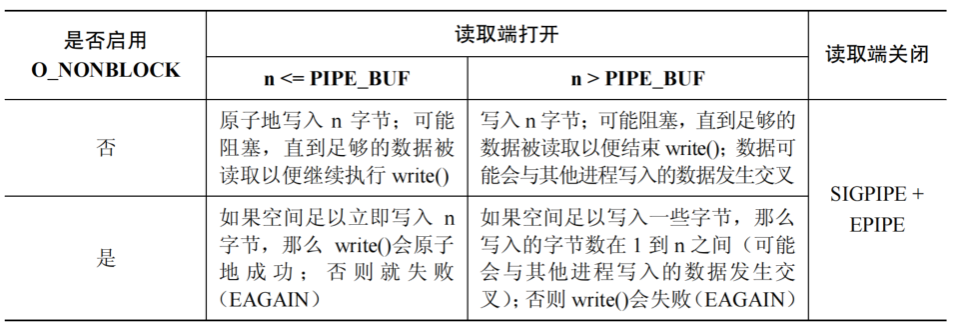 是否启用
O_NONBLOCK
读取端打开
读取端关闭
n <= PIPE_BUF
n > PIPE_BUF
否
原子地写入 n 字节；可能
阻塞，直到足够的数据被
读取以便继续执行 write()
写入 n 字节；可能阻塞，直到足够的
数据被读取以便结束 write()；数据可
能会与其他进程写入的数据发生交叉
SIGPIPE +
EPIPE
是
如果空间足以立即写入 n
字节，那么 write()会原子
地成功；否则就失败
（EAGAIN）
如果空间足以写入一些字节，那么
写入的字节数在 1 到 n 之间（可能
会与其他进程写入的数据发生交
叉）；否则 write()会失败（EAGAIN）